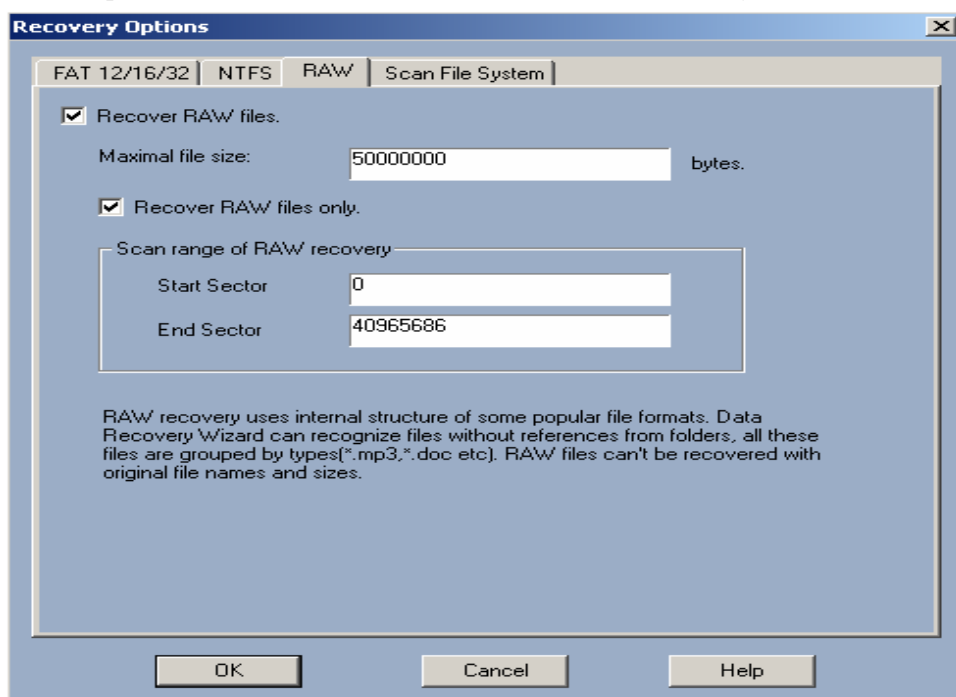 Recovery Options
FAT 12/16/32 NTFS RAW Scan File System
Recover RAW files.
Maximal file size: 50000000 bytes.
Recover RAW files only.
Scan range of RAW recovery
Start Sector 0
End Sector 40965686
RAW recovery uses internal structure of some popular file formats. Data
Recovery Wizard can recognize files without references from folders, all these
files are grouped by types(*.mp3,*.doc etc). RAW files can't be recovered with
original file names and sizes.
OK Cancel Help